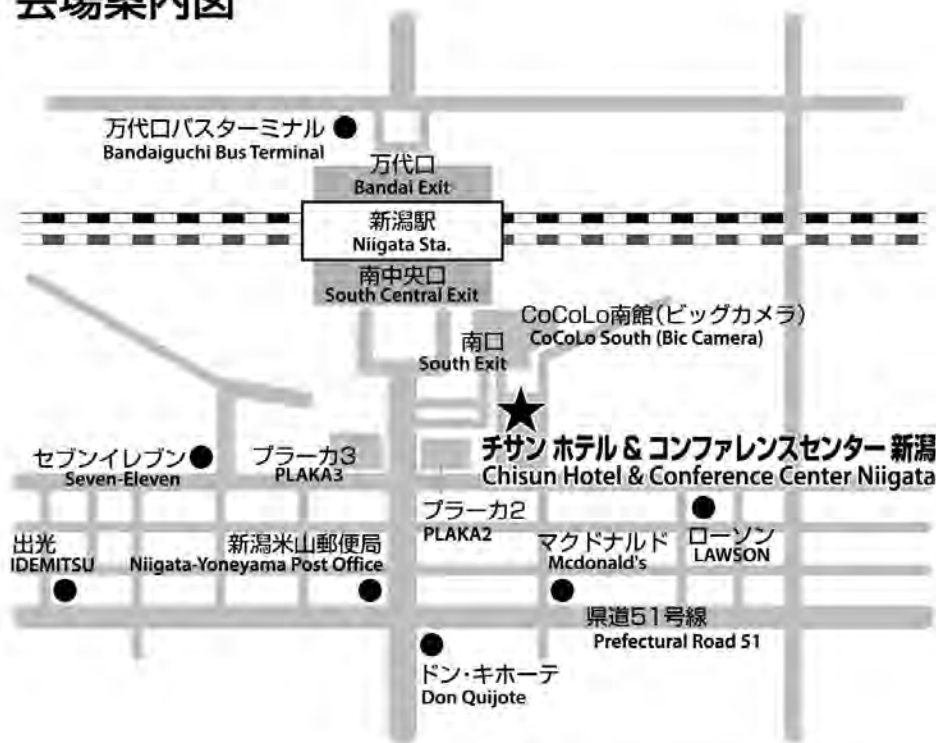 会場案内図
万代口バスターミナル
Bandaiguchi Bus Terminal
万代口
Bandai Exit
新潟駅
Niigata Sta.
南中央口
South Central Exit
CoCoLo南館(ビッグカメラ)
CoCoLo South (Bic Camera)
南口
South Exit
チサン ホテル & コンファレンスセンター 新潟
Chisun Hotel & Conference Center Niigata
セブンイレブン
Seven-Eleven
プラーカ3
PLAKA3
プラーカ2
PLAKA2
ローソン
LAWSON
出光
IDEMITSU
新潟米山郵便局
Niigata-Yoneyama Post Office
マクドナルド
Mcdonald's
県道51号線
Prefectural Road 51
ドン・キホーテ
Don Quijote